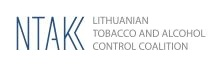 NTAKK
LITHUANIAN
TOBACCO AND ALCOHOL
CONTROL COALITION